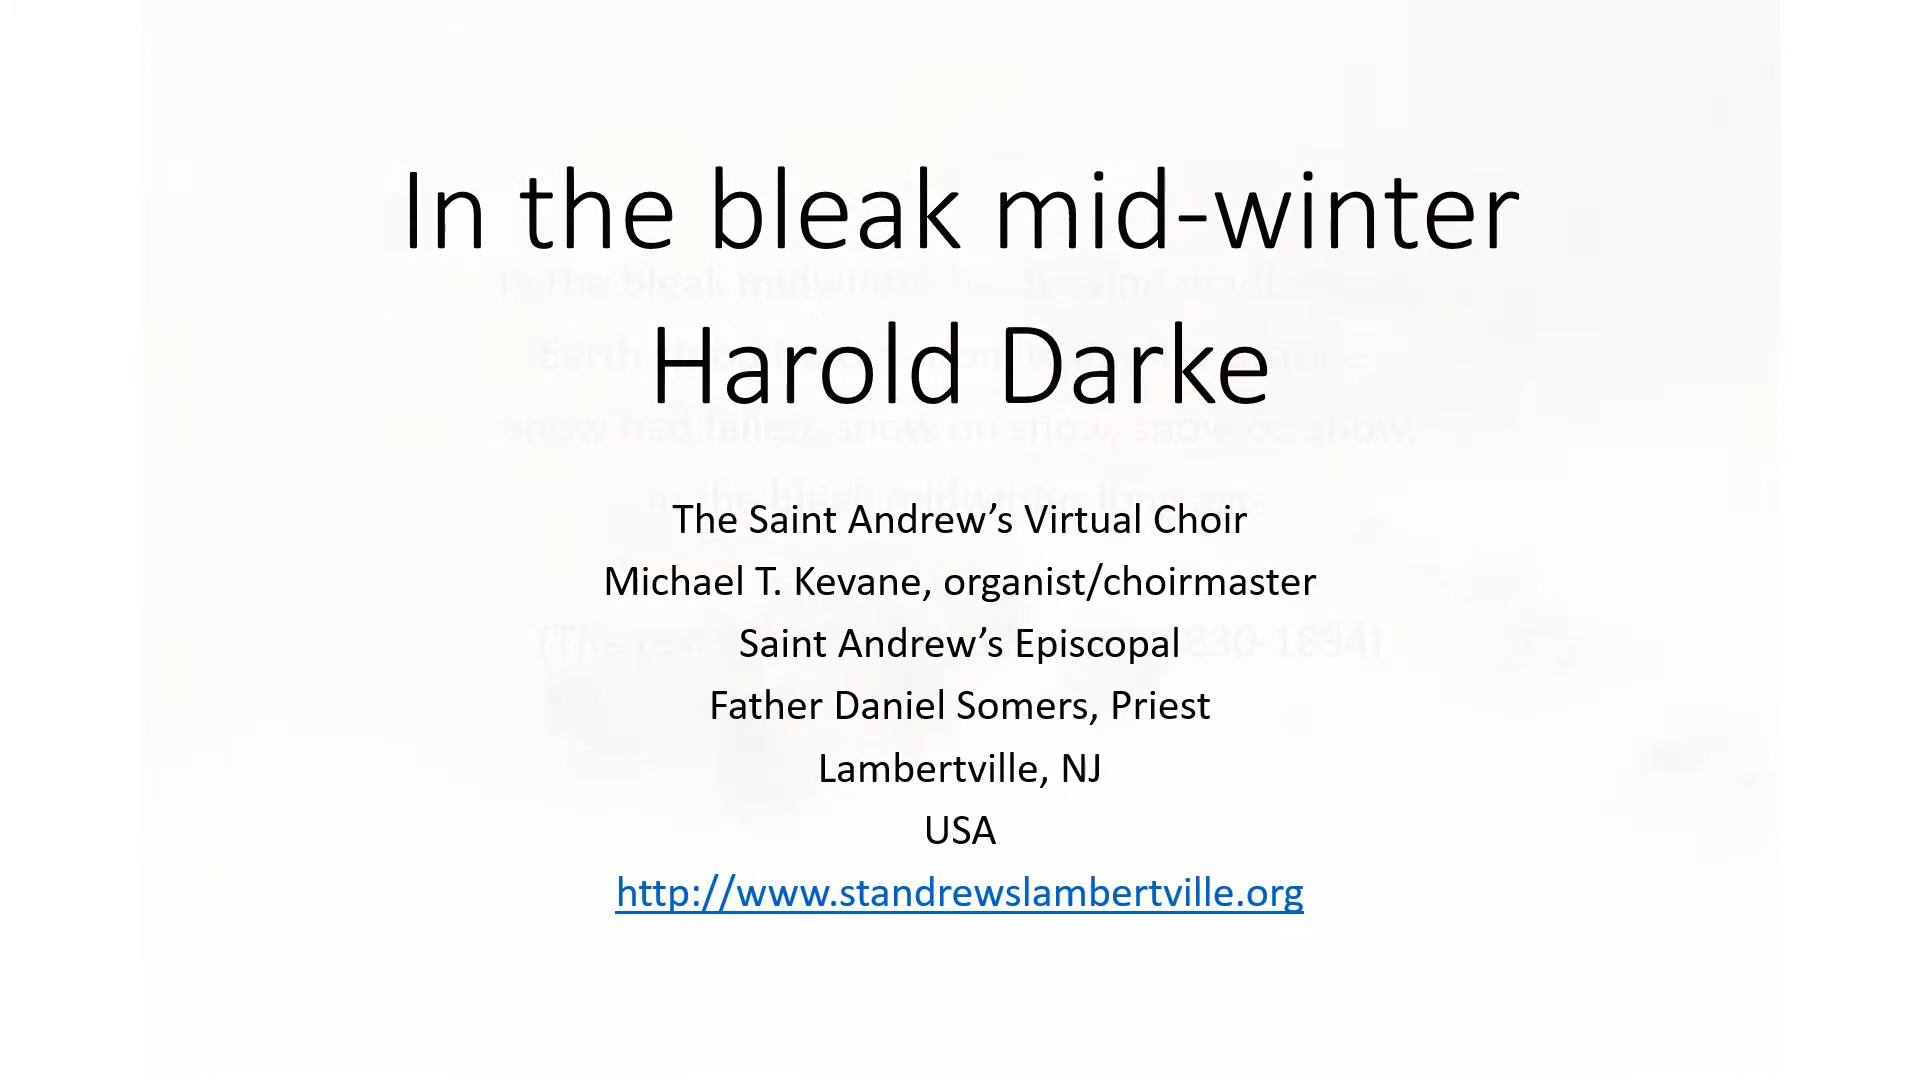 In the bleak mid-winter
Harold Darke
The Saint Andrew’s Virtual Choir
Michael T. Kevane, organist/choirmaster
Saint Andrew’s Episcopal
Father Daniel Somers, Priest
Lambertville, NJ
USA
http://www.standrewslambertville.org